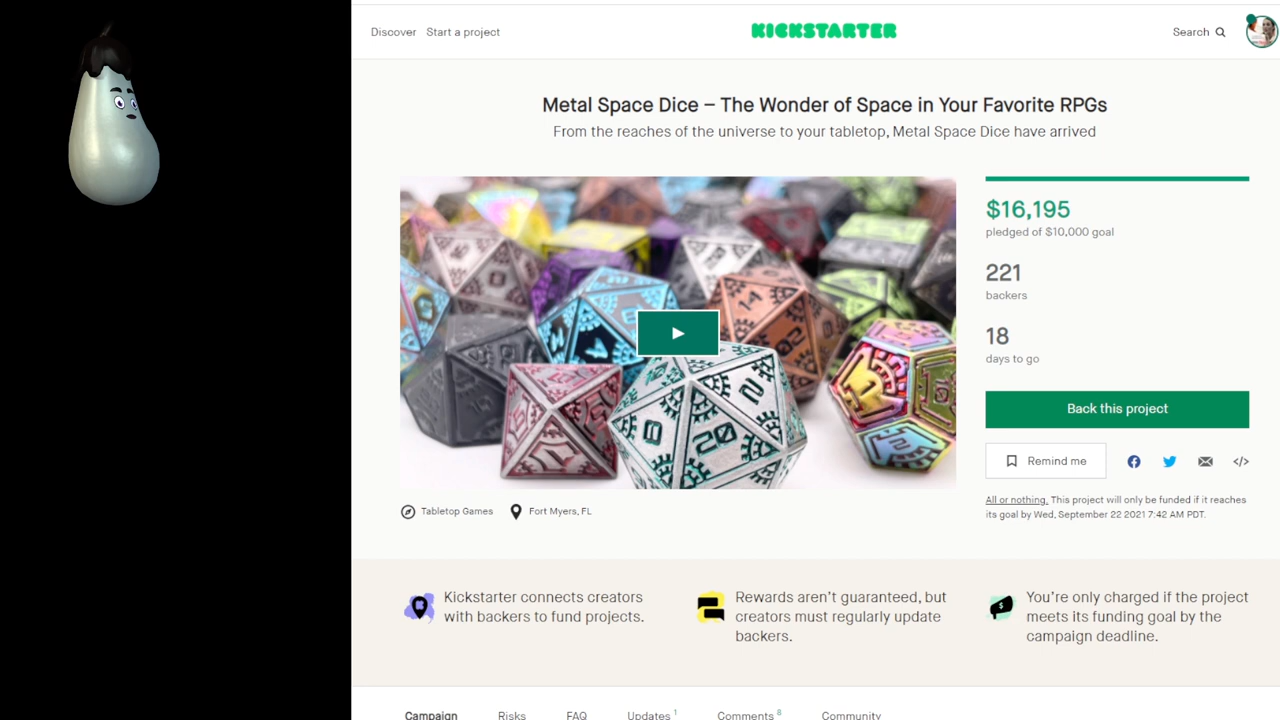 Discover Start a project
KICKSTARTER
Search
Metal Space Dice – The Wonder of Space in Your Favorite RPGs
From the reaches of the universe to your tabletop, Metal Space Dice have arrived
$16,195
pledged of $10,000 goal
221
backers
18
days to go
Back this project
Remind me
All or nothing. This project will only be funded if it reaches
its goal by Wed, September 22 2021 7:42 AM PDT.
8
20
2
14
02
1
Tabletop Games
Fort Myers, FL
Kickstarter connects creators
with backers to fund projects.
Rewards aren’t guaranteed, but
creators must regularly update
backers.
You’re only charged if the project
meets its funding goal by the
campaign deadline.
Campaign Risks FAQ Updates 1 Comments 8 Community